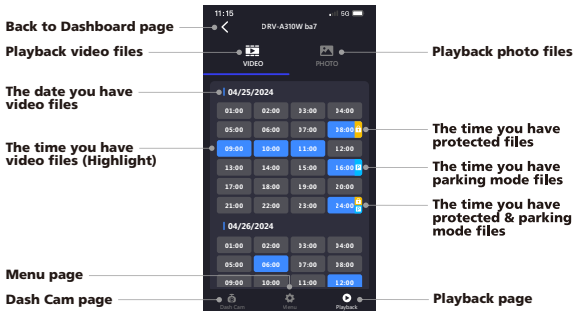 Back to Dashboard page
Playback video files
The date you have
video files
The time you have
video files (Highlight)
Menu page
Dash Cam page
11:15
5G
DRV-A310W ba7
VIDEO
PHOTO
04/25/2024
01:00 02:00 33:00 34:00
05:00 06:00 37:00 38:00
09:00 10:00 11:00 12:00
13:00 14:00 15:00 16:00 P
17:00 18:00 19:00 20:00
21:00 22:00 23:00 24:00 P
04/26/2024
01:00 02:00 33:00 34:00
05:00 06:00 37:00 38:00
09:00 10:00 11:00 12:00
Dash Cam
Menu
Playback
Playback photo files
The time you have
protected files
The time you have
parking mode files
The time you have
protected & parking
mode files
Playback page